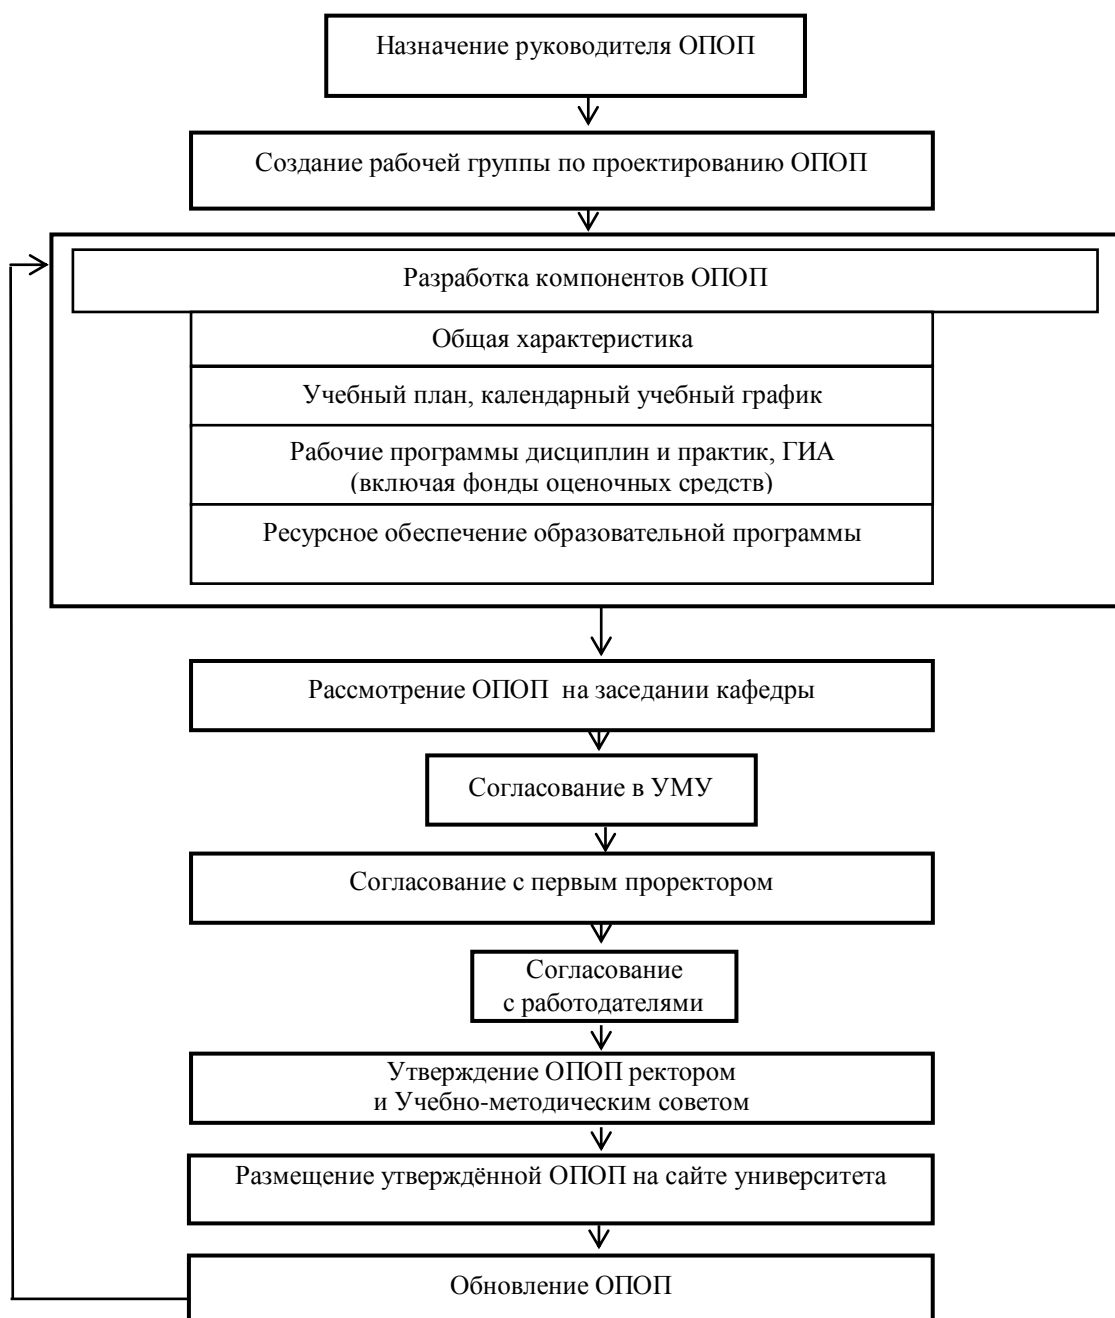 Назначение руководителя ОПОП
Создание рабочей группы по проектированию ОПОП
Разработка компонентов ОПОП
Общая характеристика
Учебный план, календарный учебный график
Рабочие программы дисциплин и практик, ГИА
(включая фонды оценочных средств)
Ресурсное обеспечение образовательной программы
Рассмотрение ОПОП на заседании кафедры
Согласование в УМУ
Согласование с первым проректором
Согласование
с работодателями
Утверждение ОПОП ректором
и Учебно-методическим советом
Размещение утверждённой ОПОП на сайте университета
Обновление ОПОП